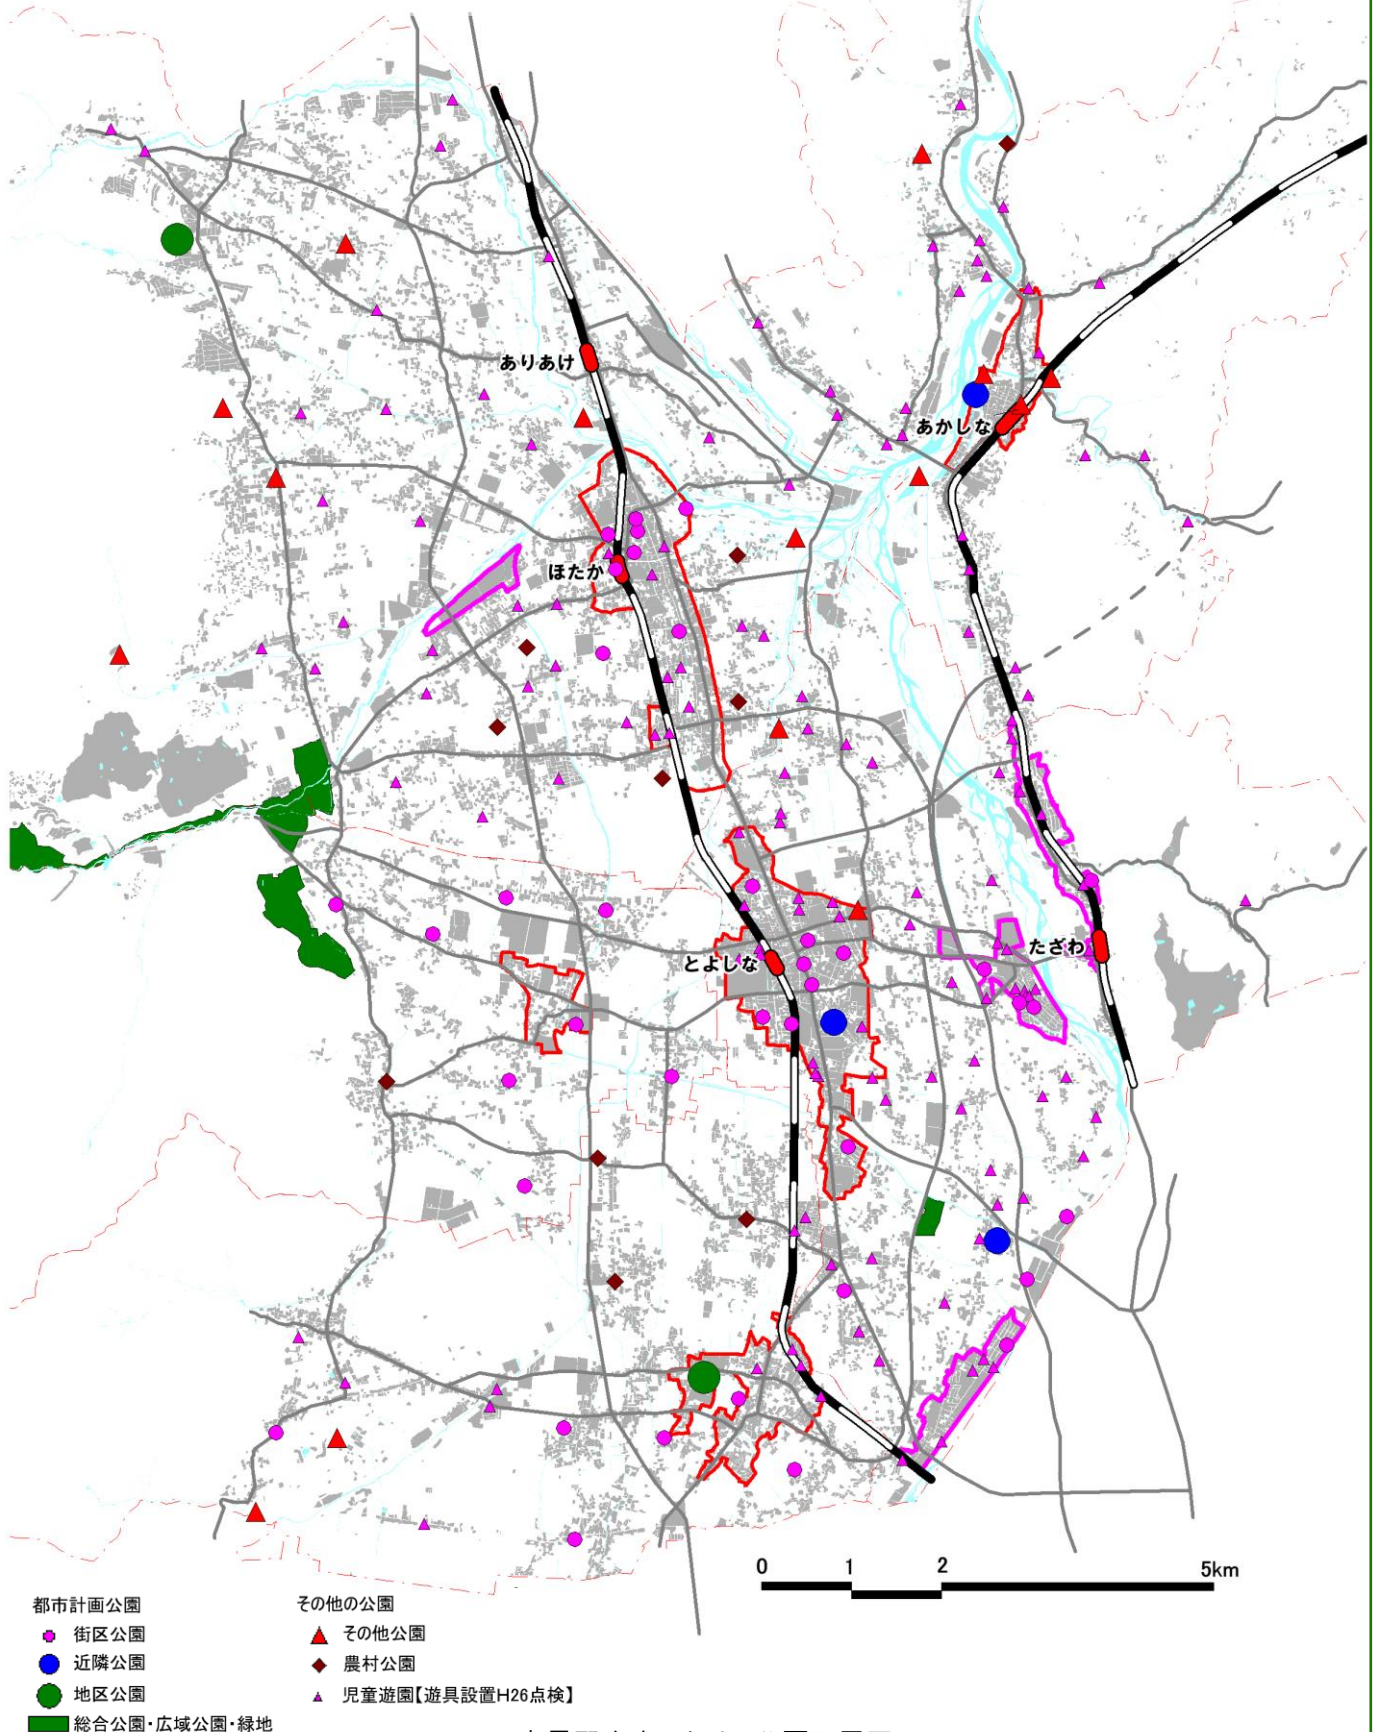 ありあけ
あかしな
ほたか
とよしな
たざわ
0 1 2 5km
都市計画公園
街区公園
近隣公園
地区公園
総合公園・広域公園・緑地
その他の公園
その他公園
農村公園
児童遊園【遊具設置H26点検】